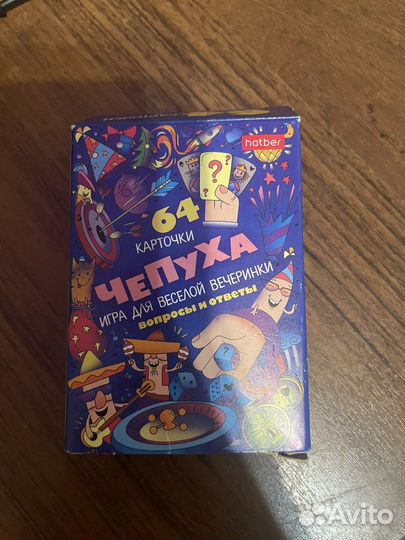 hatber
?
64
КАРТОЧКИ
ЧЕПУХА
ИГРА ДЛЯ ВЕСЕЛОЙ ВЕЧЕРИНКИ
ВОПРОСЫ И ОТВЕТЫ
?
Avito